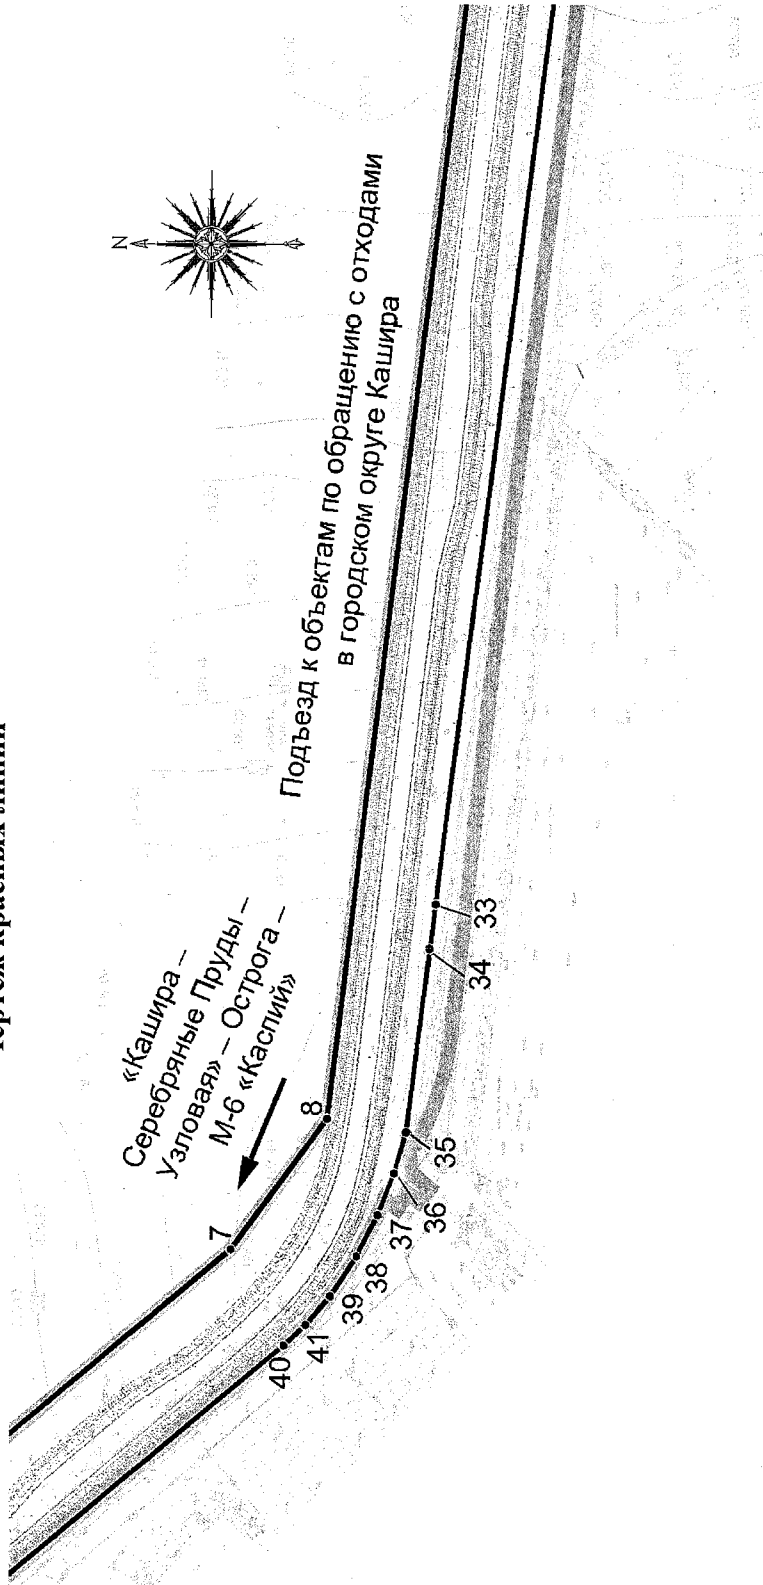 Чертеж красных линий
N
«Кашира –
Серебряные Пруды –
Узловая» – Острога –
М-6 «Каспий»
Подъезд к объектам по обращению с отходами
в городском округе Кашира
7
8
40
41
39
38
37
36
35
34
33